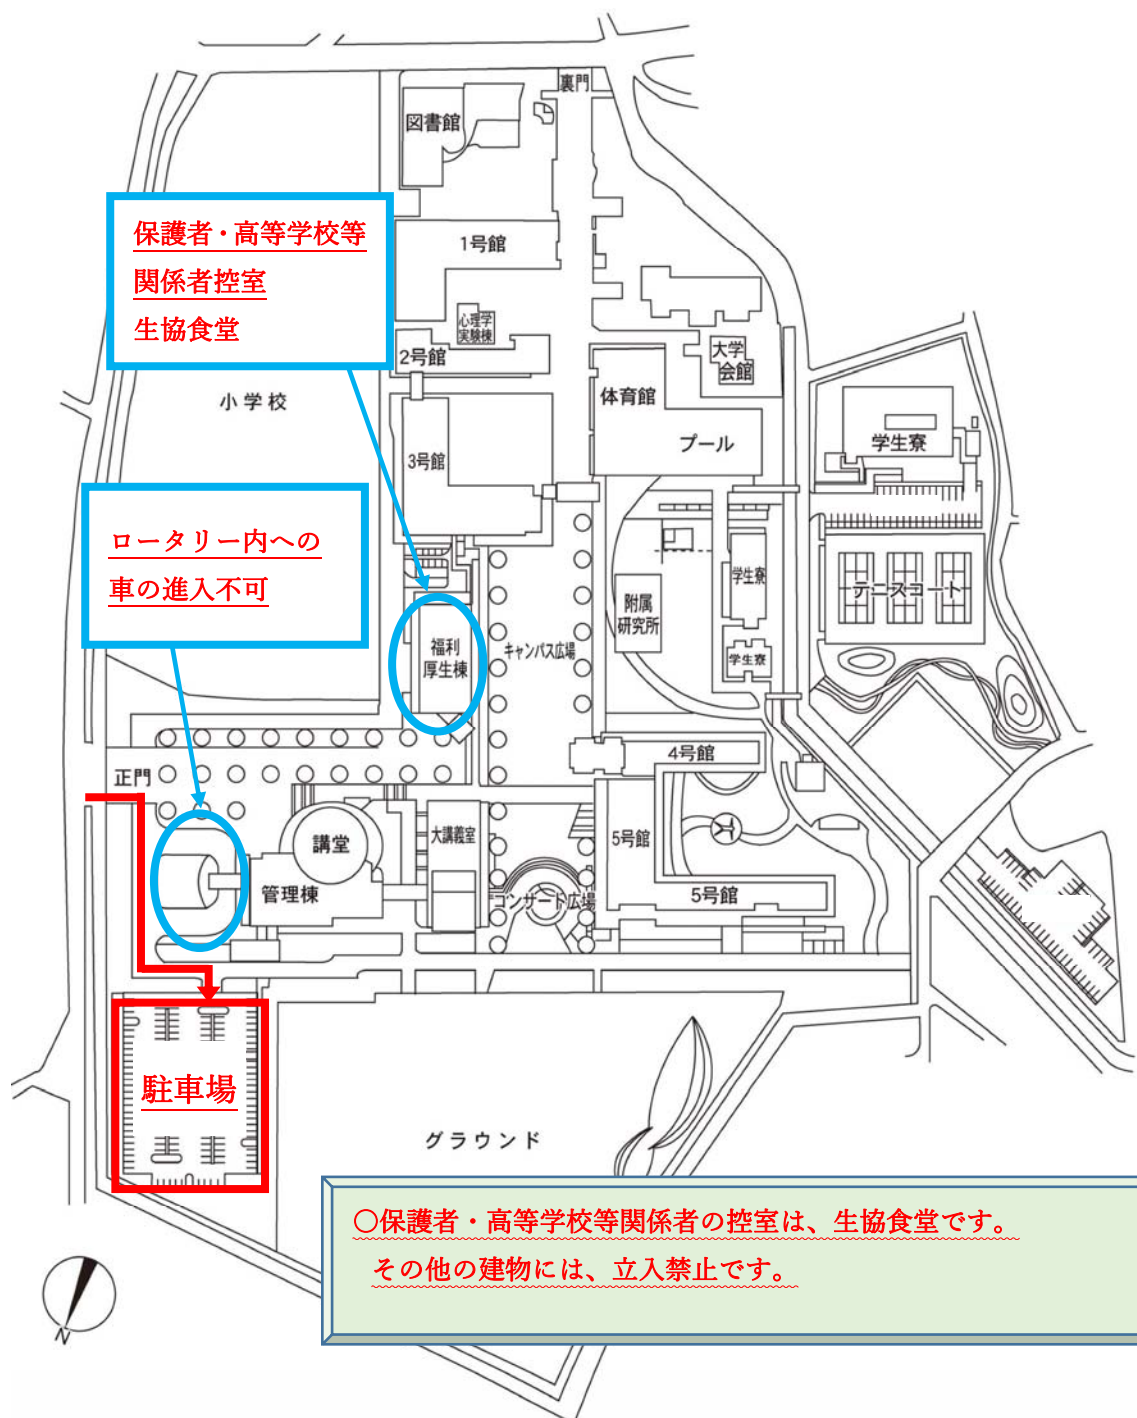 裏門
図書館
保護者・高等学校等
関係者控室
生協食堂
1号館
心理学
実験棟
2号館
大学
会館
小学校
体育館
プール
学生寮
3号館
ロータリー内への
車の進入不可
学生寮
テニスコート
附属
研究所
福利
厚生棟
キャンパス広場
学生寮
4号館
正門
講堂
大講義室
5号館
管理棟
コンサート広場
5号館
駐車場
グラウンド
〇保護者・高等学校等関係者の控室は、生協食堂です。
その他の建物には、立入禁止です。
N